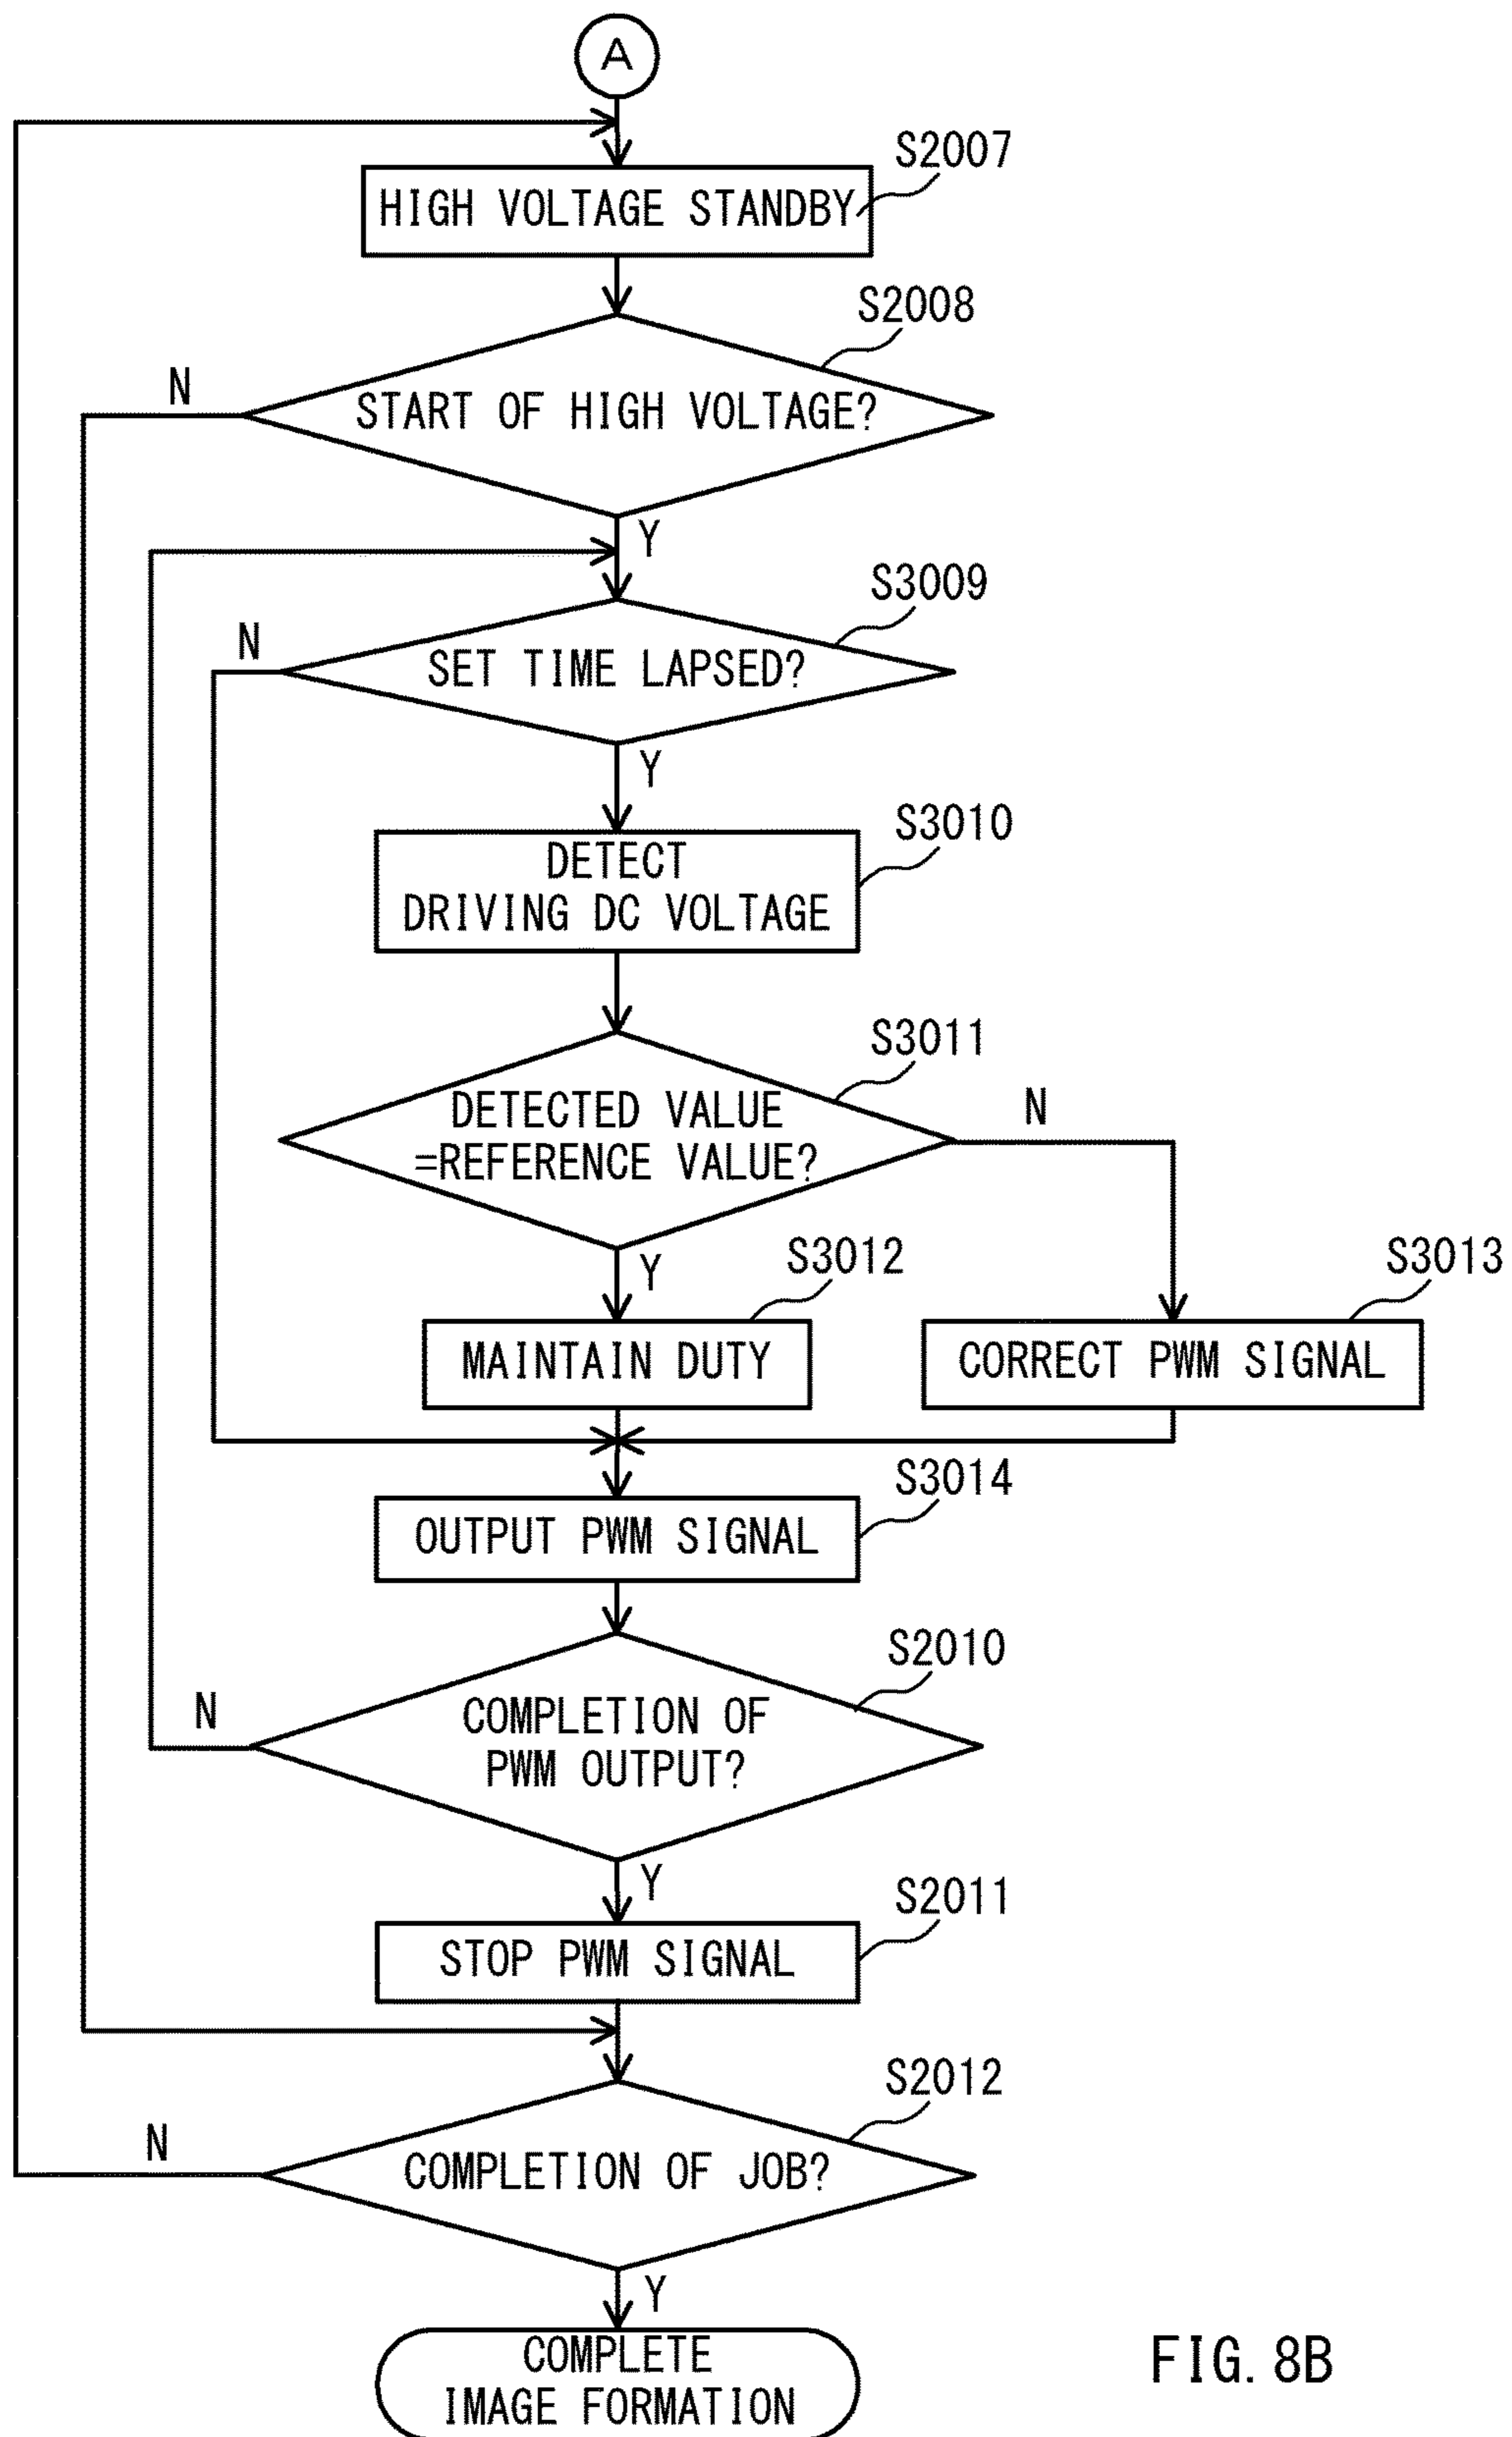 A
S2007
HIGH VOLTAGE STANDBY
S2008
N
START OF HIGH VOLTAGE?
Y
S3009
N
SET TIME LAPSED?
Y
S3010
DETECT
DRIVING DC VOLTAGE
S3011
N
DETECTED VALUE
=REFERENCE VALUE?
Y
S3012
S3013
MAINTAIN DUTY
CORRECT PWM SIGNAL
S3014
OUTPUT PWM SIGNAL
S2010
N
COMPLETION OF
PWM OUTPUT?
Y
S2011
STOP PWM SIGNAL
S2012
N
COMPLETION OF JOB?
Y
COMPLETE
IMAGE FORMATION
FIG. 8B